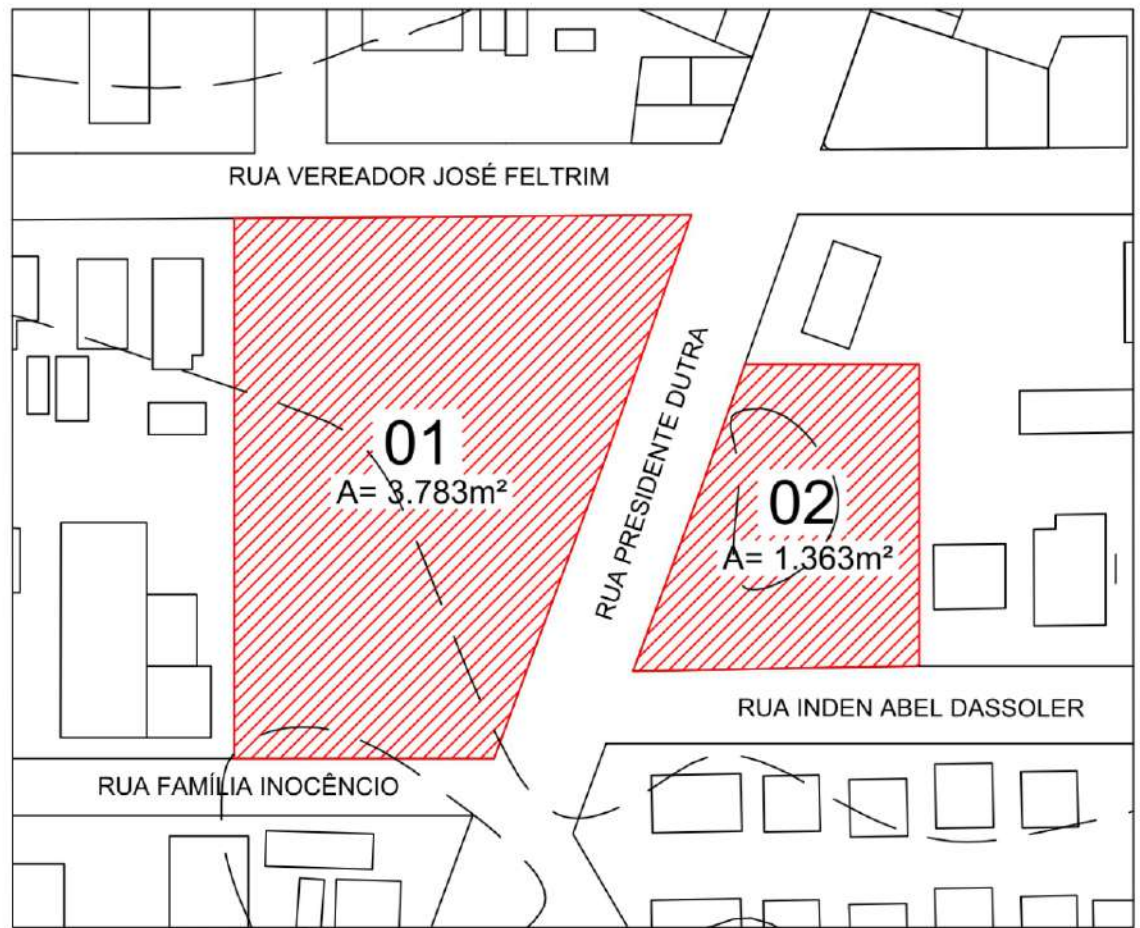 RUA VEREADOR JOSÉ FELTRIM
01
A= 3.783m²
RUA PRESIDENTE DUTRA
02
A= 1.363m²
RUA INDEN ABEL DASSOLER
RUA FAMÍLIA INOCÊNCIO